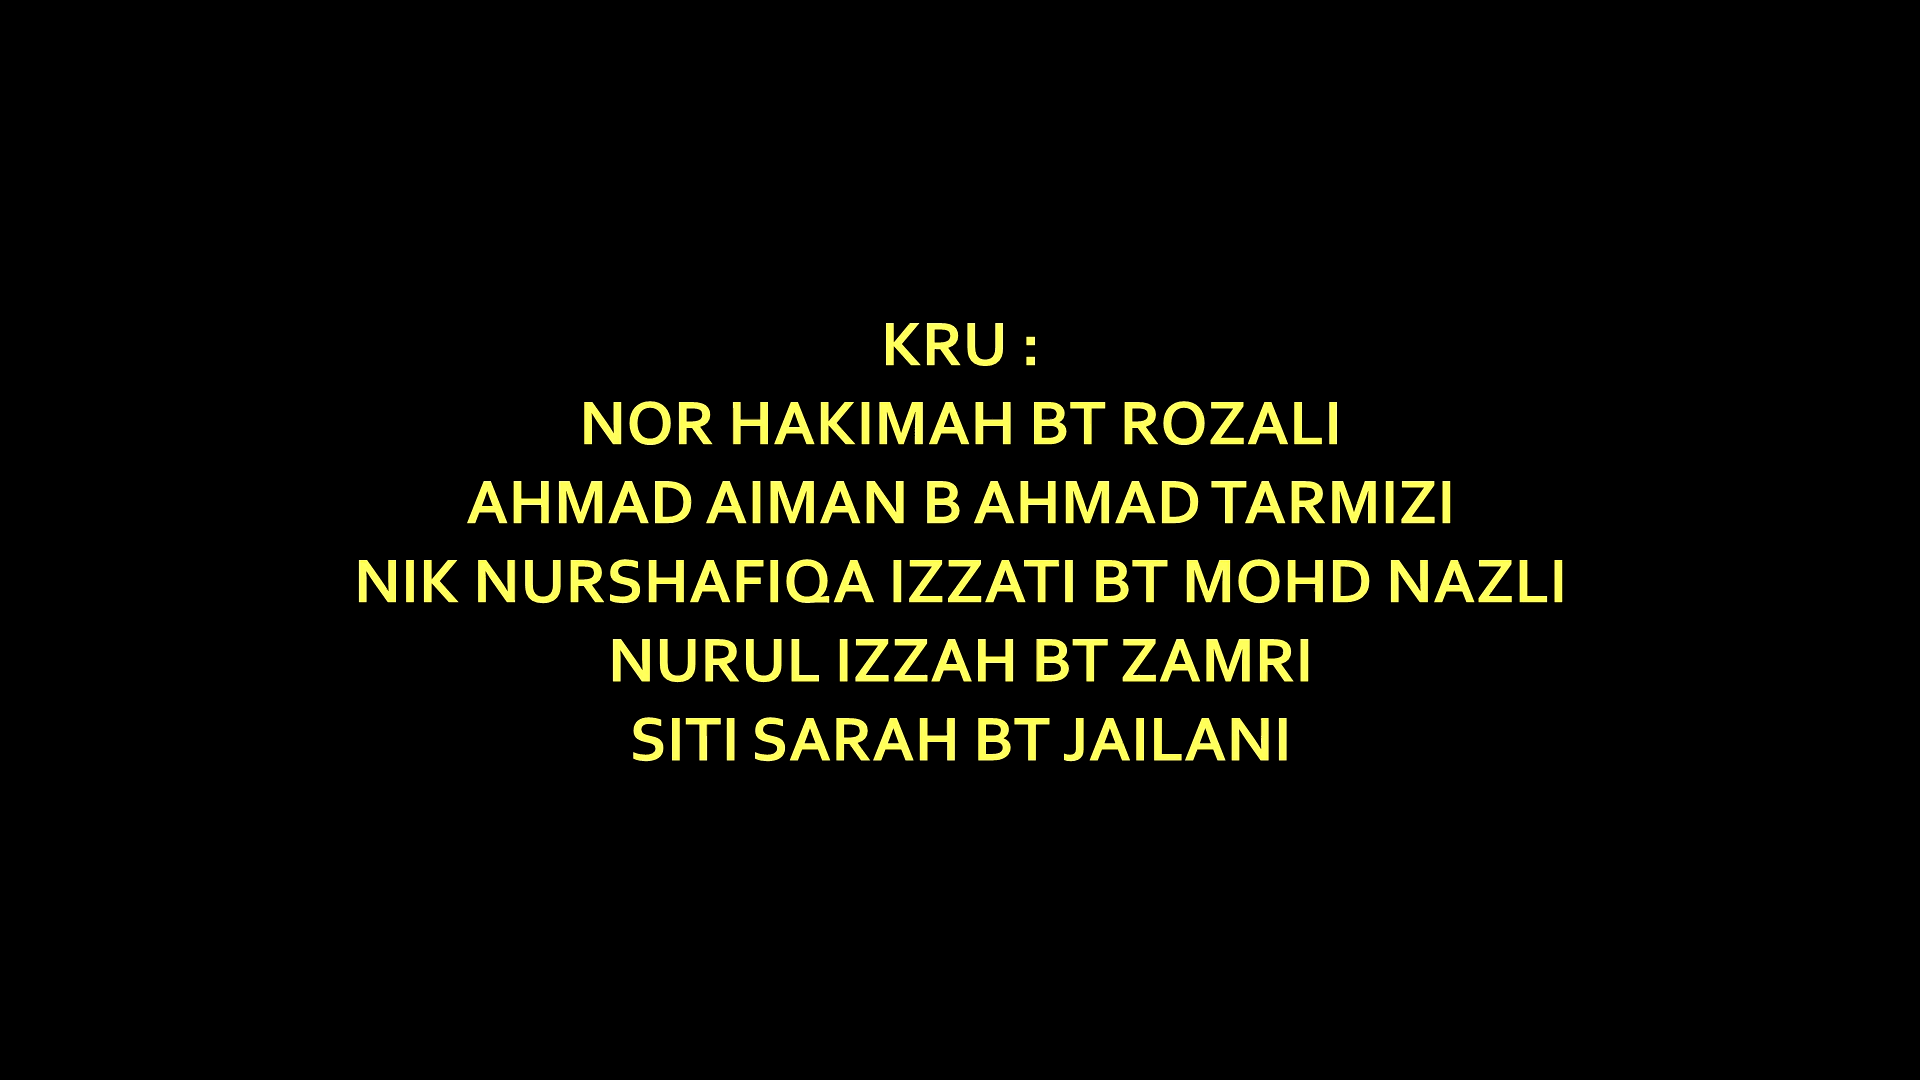 KRU :
NOR HAKIMAH BT ROZALI
AHMAD AIMAN B AHMAD TARMIZI
NIK NURSHAFIQA IZZATI BT MOHD NAZLI
NURUL IZZAH BT ZAMRI
SITI SARAH BT JAILANI